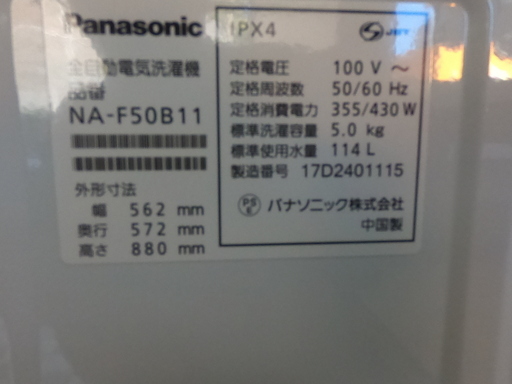 Panasonic
全自動電気洗濯機
品番
NA-F50B11
外形寸法
幅 562 mm
奥行 572 mm
高さ 880 mm
IPX4
定格電圧 100 V ～
定格周波数 50/60 Hz
定格消費電力 355/430 W
標準洗濯容量 5.0 kg
標準使用水量 114 L
製造番号 17D2401115
PS
E
パナソニック株式会社
中国製